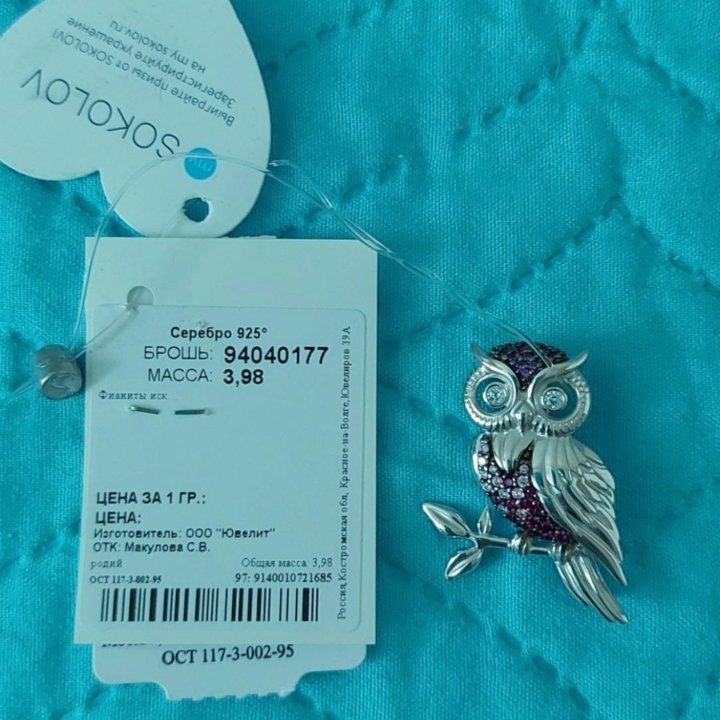 SOKOLOV
Выиграйте призы от SOKOLOV!
Зарегистрируйте украшение
на my.sokolov.ru
Серебро 925°
БРОШЬ: 94040177
МАССА: 3,98
Фианиты иск.
ЦЕНА ЗА 1 ГР.:
ЦЕНА:
Изготовитель: ООО "Ювелит"
ОТК: Макулова С.В.
родий Общая масса: 3,98
ОСТ 117-3-002-95 97: 9140010721685
Россия, Костромская обл, Красное-на-Волге, Ювелиров 39А
ОСТ 117-3-002-95